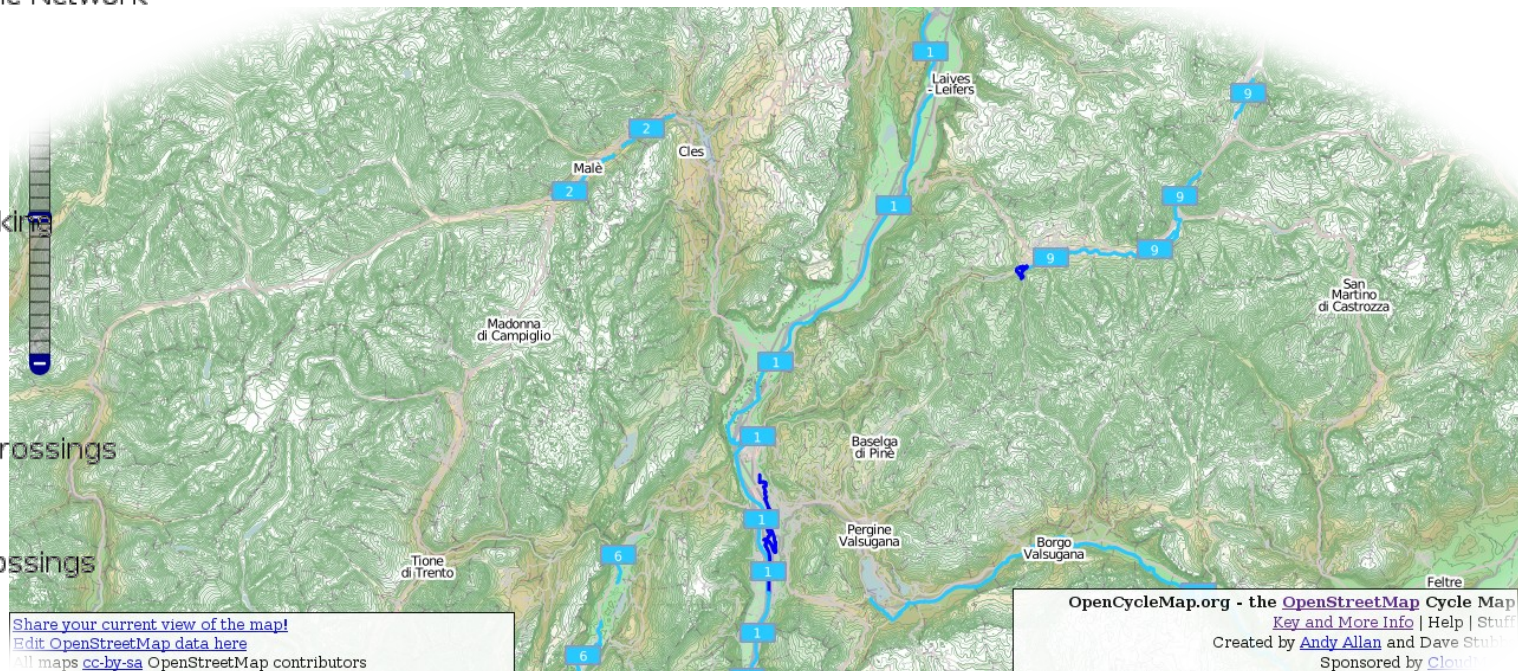 1
Laives
- Leifers
9
2
Cles
Malè
2
9
1
9
9
San
Martino
di Castrozza
Madonna
di Campiglio
1
1
Baselga
di Pinè
rossings
1
Pergine
Valsugana
Borgo
Valsugana
6
ossings
Tione
di Trento
1
Feltre
OpenCycleMap.org - the OpenStreetMap Cycle Map
Share your current view of the map!
Key and More Info | Help | Stuff
1
Edit OpenStreetMap data here
Created by Andy Allan and Dave Stub
6
All maps cc-by-sa OpenStreetMap contributors
Sponsored by Cloud